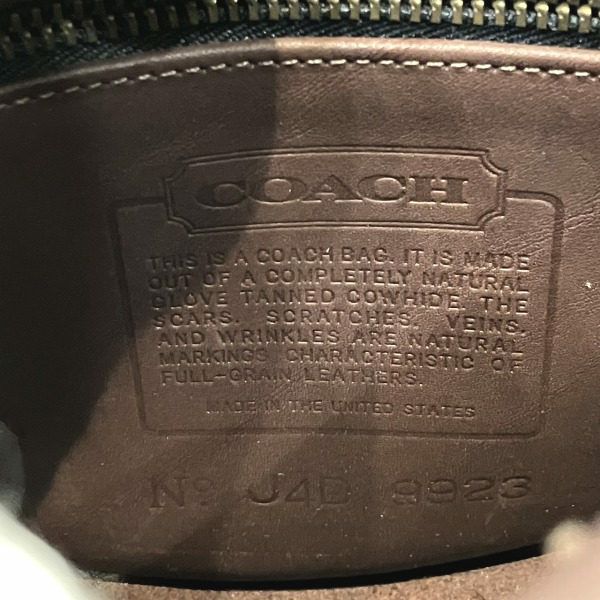 COACH
THIS IS A COACH BAG. IT IS MADE
OUT OF A COMPLETELY NATURAL
GLOVE TANNED COWHIDE. THE
SCARS, SCRATCHES, VEINS,
AND WRINKLES ARE NATURAL
MARKINGS CHARACTERISTIC OF
FULL-GRAIN LEATHERS.
MADE IN THE UNITED STATES
No J4D 9923